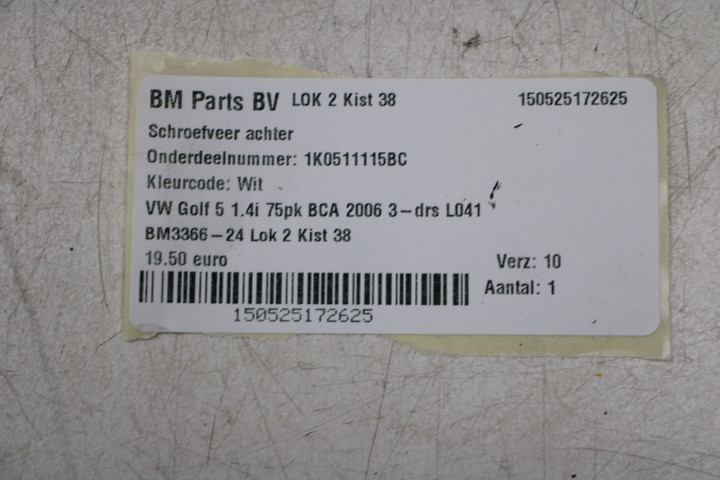 BM Parts BV LOK 2 Kist 38 150525172625
Schroefveer achter
Onderdeelnummer: 1K0511115BC
Kleurcode: Wit
VW Golf 5 1.4i 75pk BCA 2006 3-drs L041
BM3366-24 Lok 2 Kist 38
19.50 euro Verz: 10
Aantal: 1
150525172625